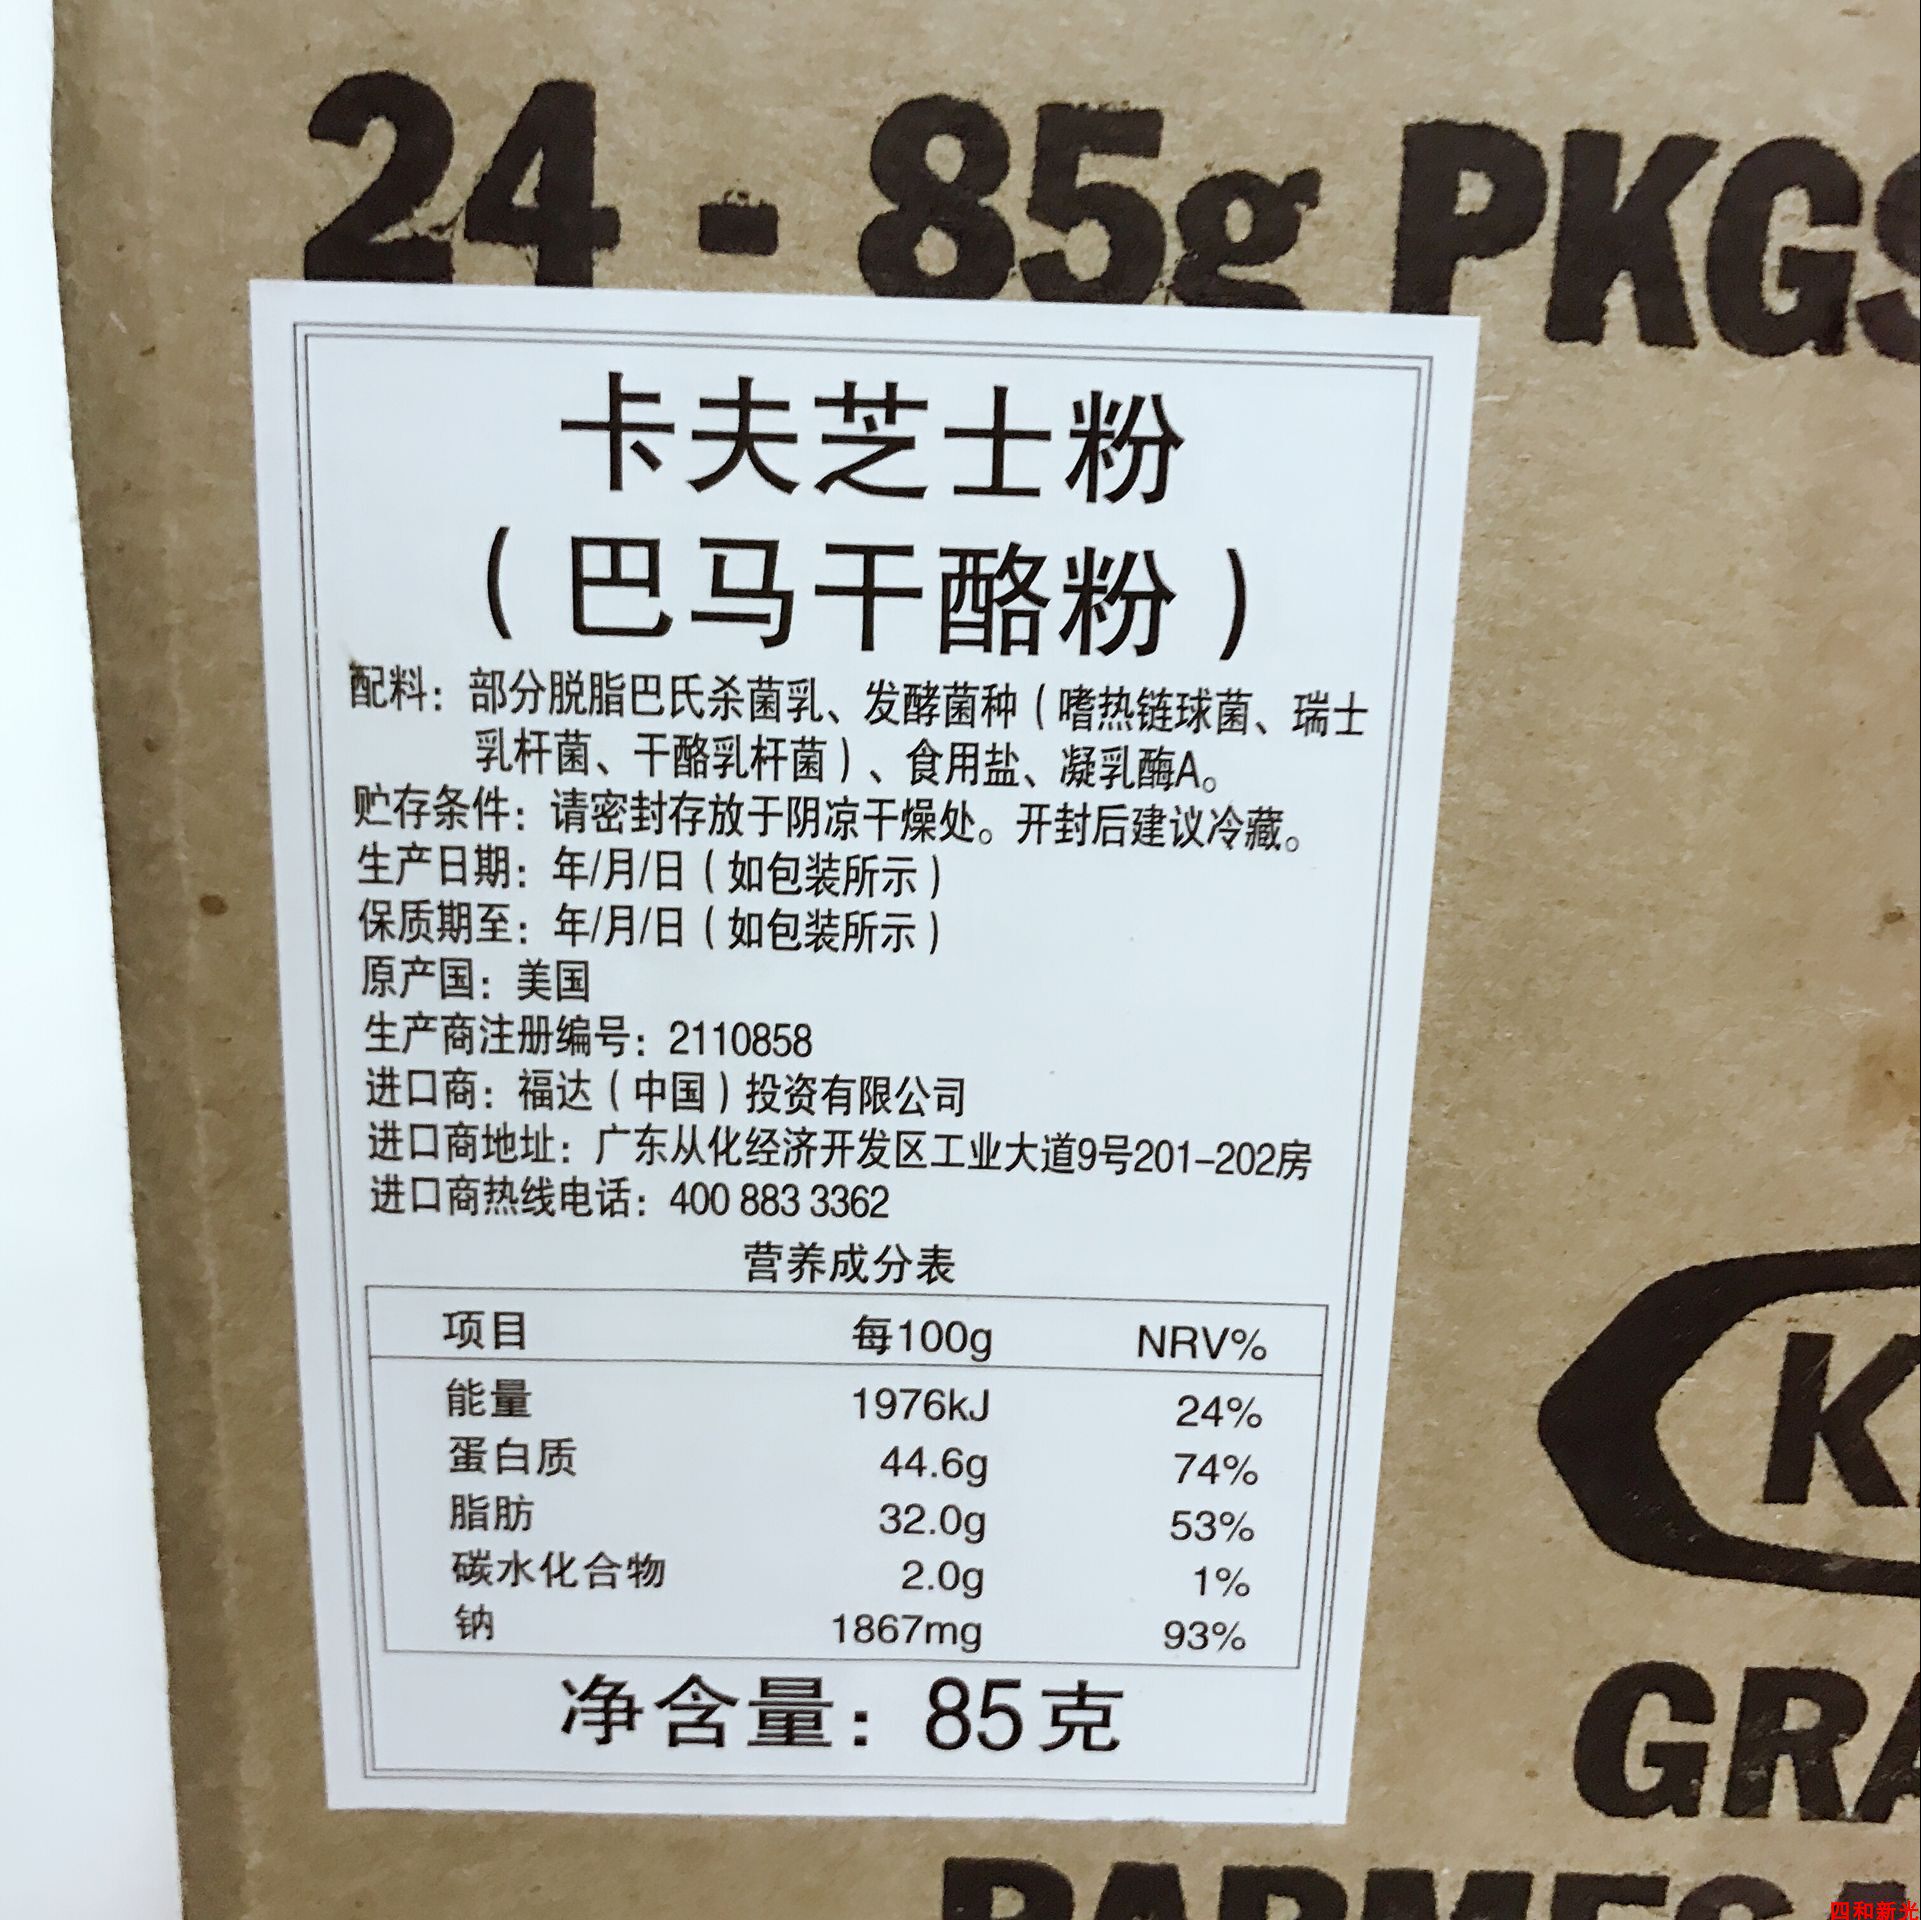 24 - 85g PKGS
卡夫芝士粉
(巴马干酪粉)
配料：部分脱脂巴氏杀菌乳、发酵菌种(嗜热链球菌、瑞士
乳杆菌、干酪乳杆菌)、食用盐、凝乳酶A。
贮存条件：请密封存放于阴凉干燥处。开封后建议冷藏。
生产日期：年/月/日(如包装所示)
保质期至：年/月/日(如包装所示)
原产国：美国
生产商注册编号：2110858
进口商：福达(中国)投资有限公司
进口商地址：广东从化经济开发区工业大道9号201-202房
进口商热线电话：400 883 3362
营养成分表
项目 每100g NRV%
能量 1976kJ 24%
蛋白质 44.6g 74%
脂肪 32.0g 53%
碳水化合物 2.0g 1%
钠 1867mg 93%
净含量：85克
K
GRA
PARMESA
四和新光